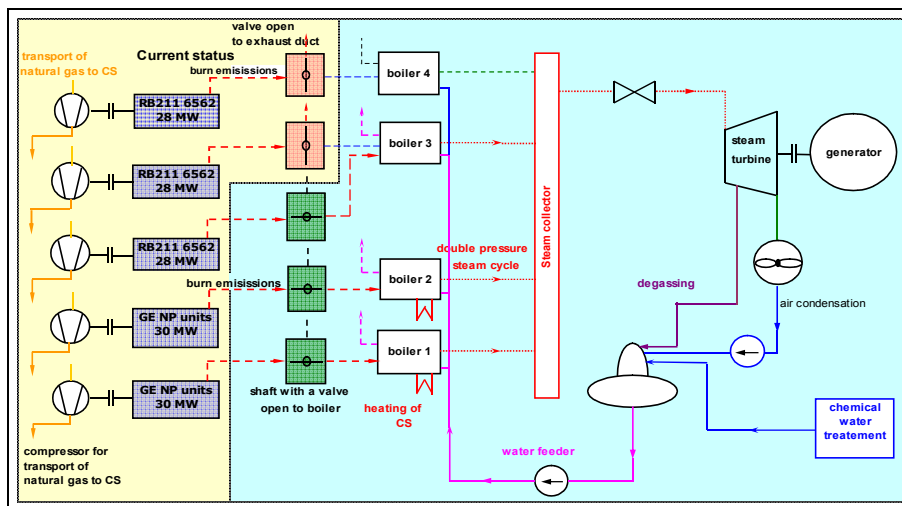 valve open
to exhaust duct
Current status
transport of
natural gas to CS
burn emisissions
boiler 4
RB211 6562
28 MW
boiler 3
RB211 6562
28 MW
steam
turbine
generator
Steam collector
RB211 6562
28 MW
double pressure
steam cycle
burn emisissions
boiler 2
degassing
air condensation
GE NP units
30 MW
boiler 1
GE NP units
30 MW
shaft with a valve
open to boiler
heating of
CS
chemical
water
treatement
compressor for
transport of
natural gas to CS
water feeder